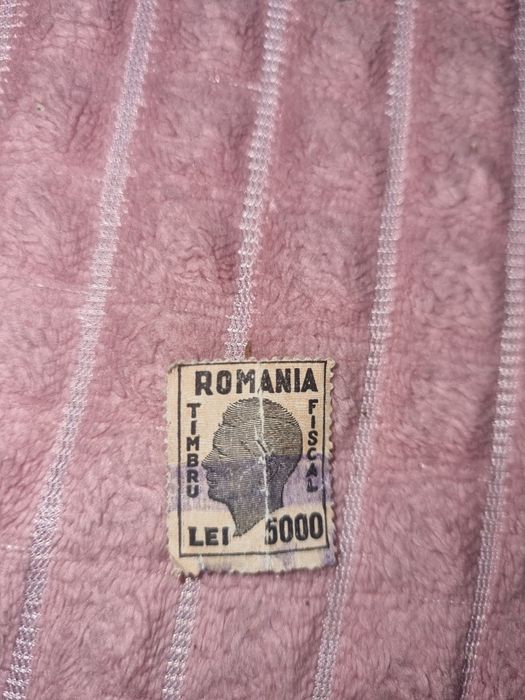 ROMANIA
TIMBRU
FISCAL
LEI 5000